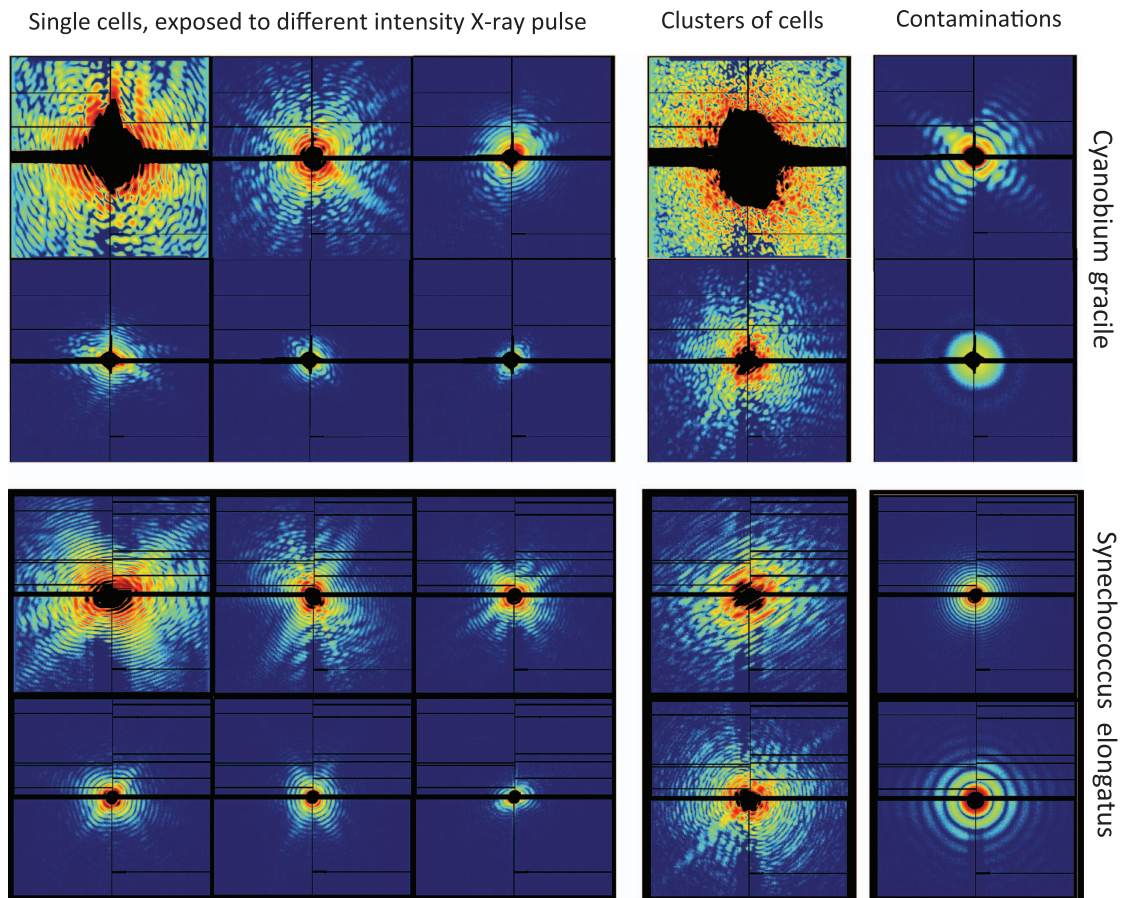 Single cells, exposed to different intensity X-ray pulse
Clusters of cells
Contaminations
Cyanobium gracile
Synechococcus elongatus